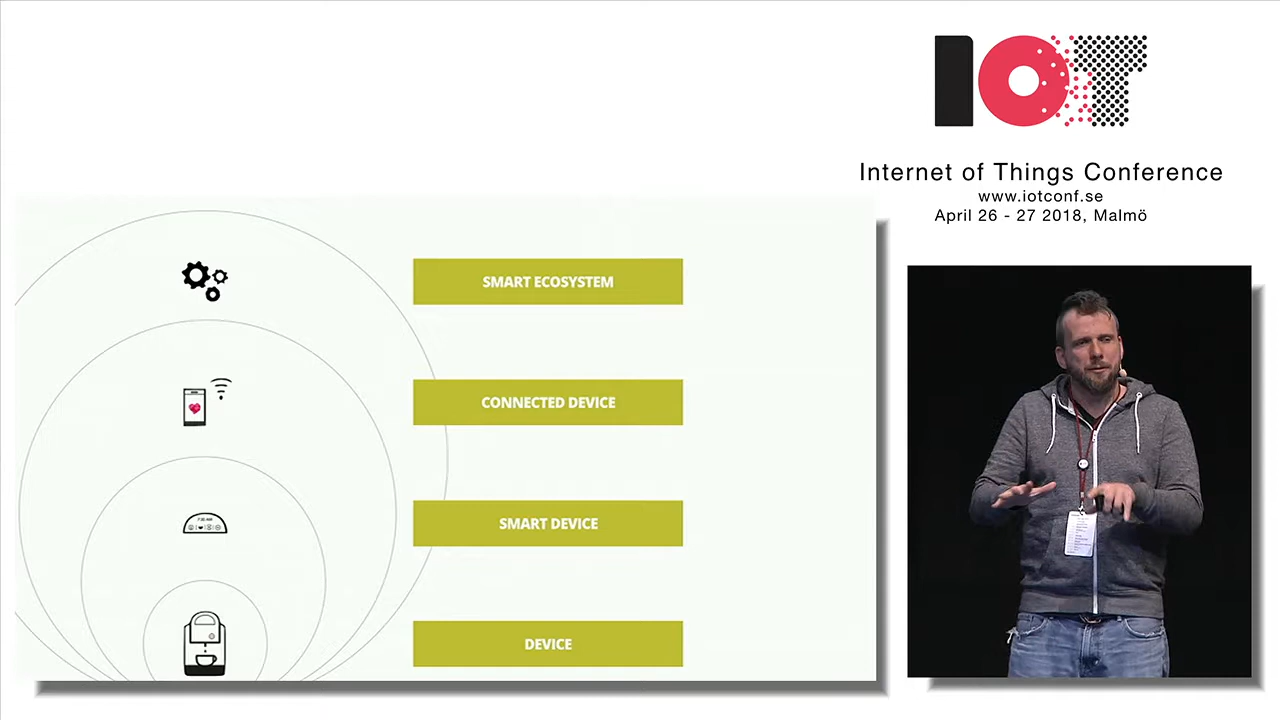 IOT
Internet of Things Conference
www.iotconf.se
April 26 - 27 2018, Malmö
SMART ECOSYSTEM
CONNECTED DEVICE
SMART DEVICE
DEVICE